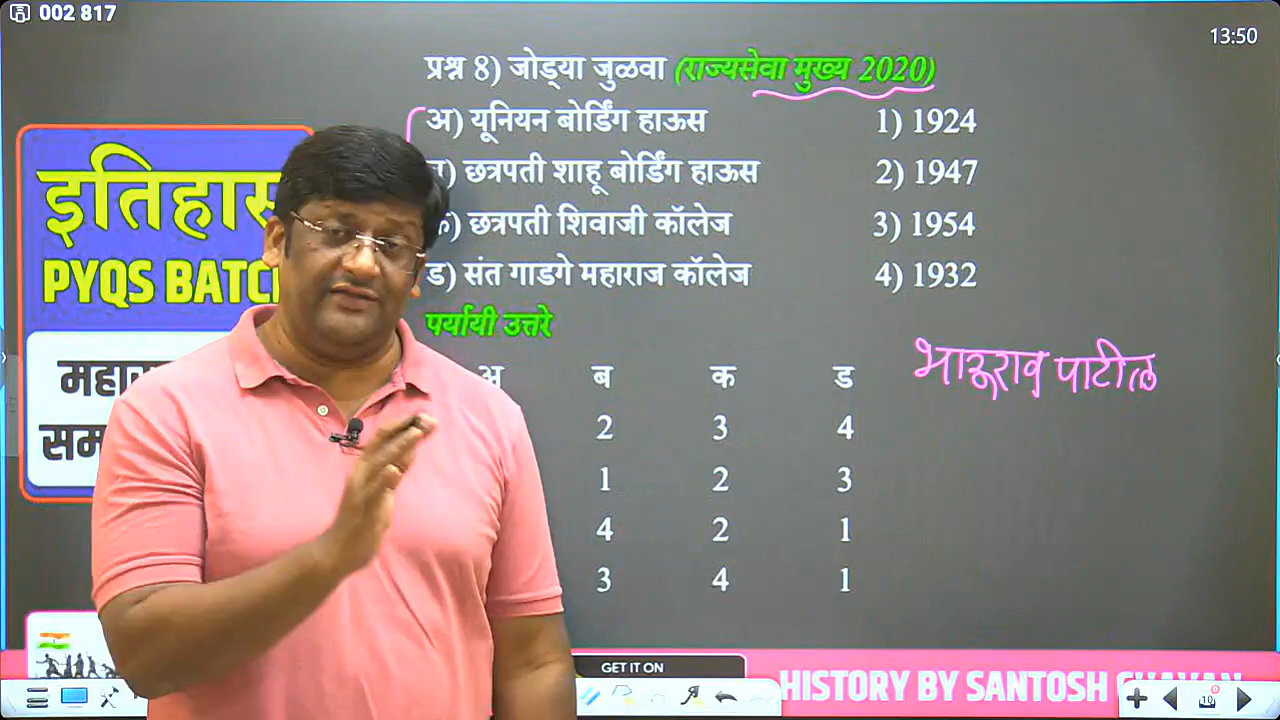 002 817
13:50
प्रश्न 8) जोड्या जुळवा (राज्यसेवा मुख्य 2020)
अ) यूनियन बोर्डिंग हाऊस 1) 1924
छत्रपती शाहू बोर्डिंग हाऊस 2) 1947
छत्रपती शिवाजी कॉलेज 3) 1954
ड) संत गाडगे महाराज कॉलेज 4) 1932
पर्यायी उत्तरे
अ ब क ड
2 3 4
1 2 3
4 2 1
3 4 1
भाऊराव पाटील
इतिहास
PYQS BATCH
GET IT ON
HISTORY BY SANTOSH CHAVAN
10